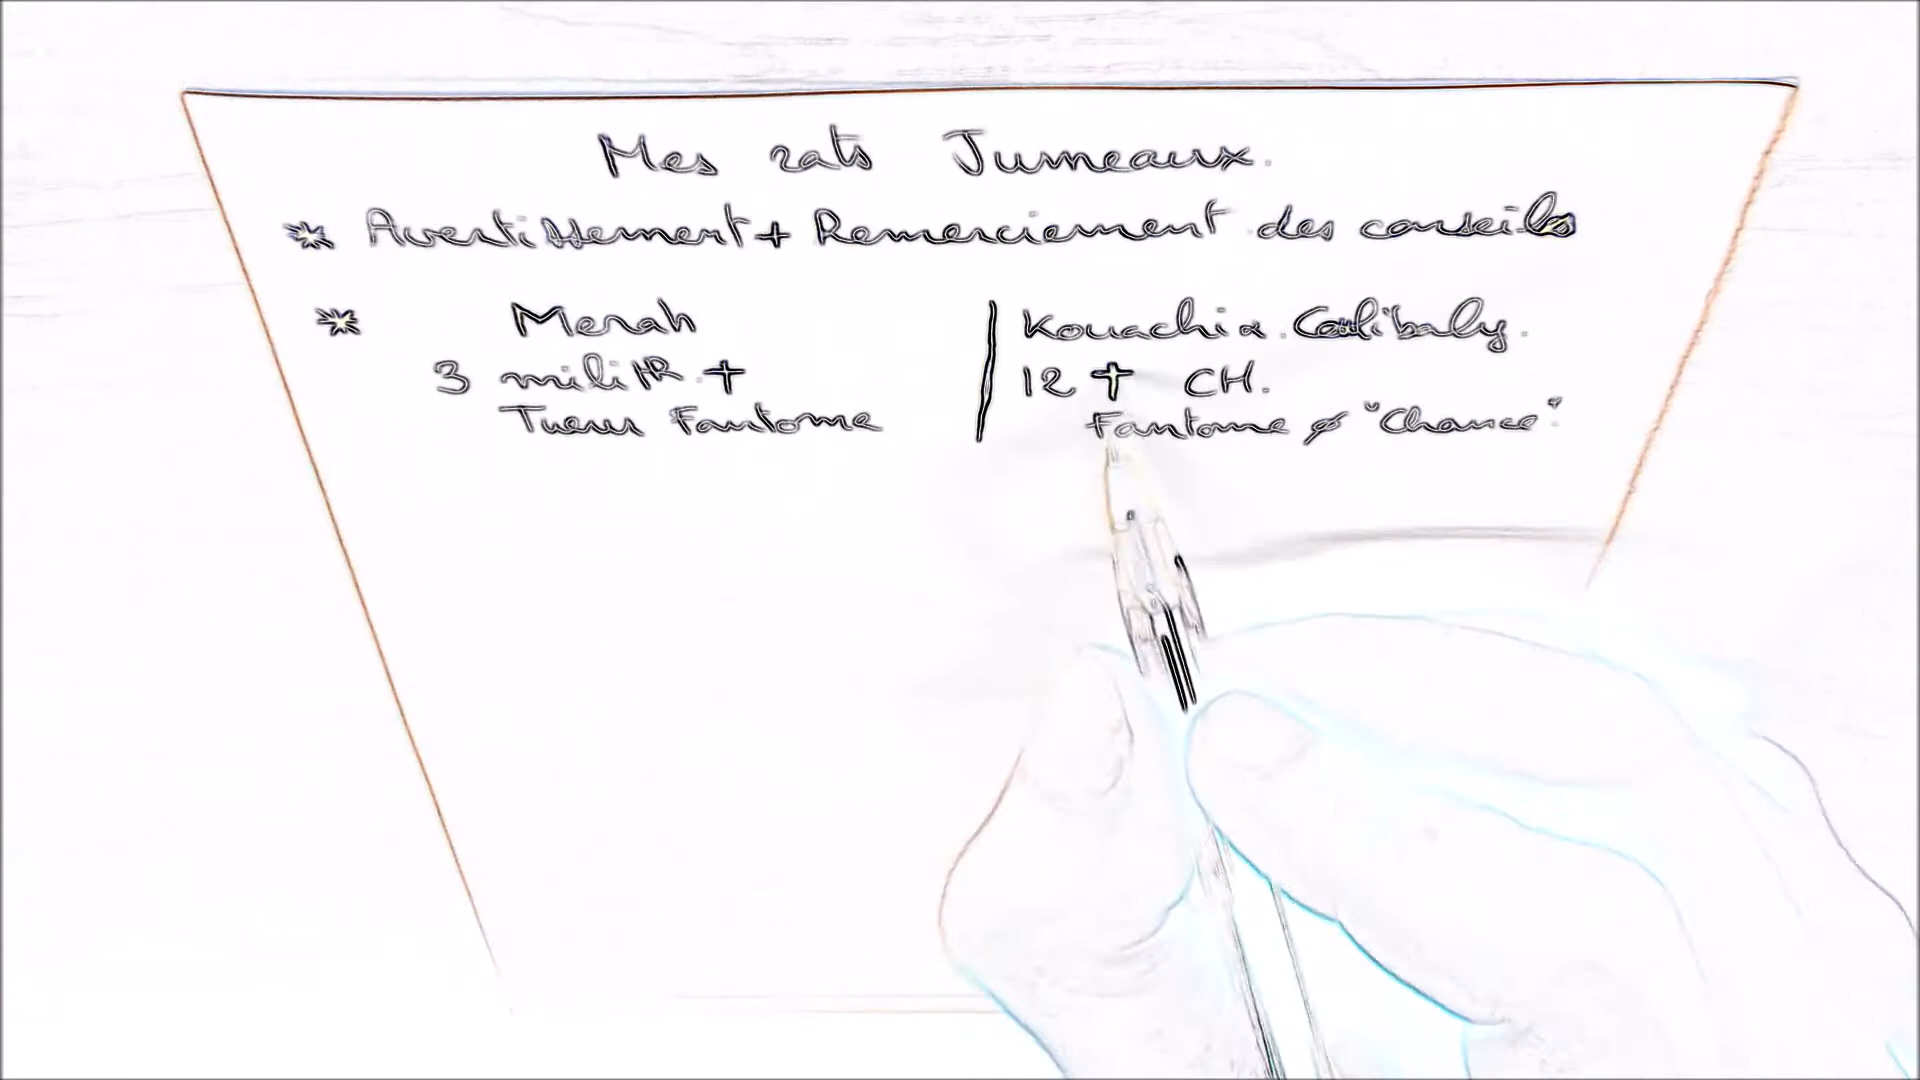 Mes rats Jumeaux.
* Avertissement + Remerciement des conseils
* Merah | Kouachi & Coulibaly.
3 militR + | 12 + CH.
Tueur Fantome | Fantome ø "Chance"